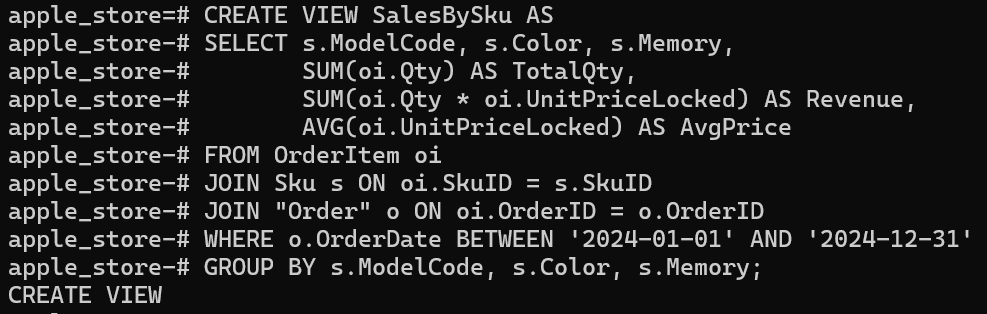 apple_store=# CREATE VIEW SalesBySku AS
apple_store-# SELECT s.ModelCode, s.Color, s.Memory,
apple_store-#        SUM(oi.Qty) AS TotalQty,
apple_store-#        SUM(oi.Qty * oi.UnitPriceLocked) AS Revenue,
apple_store-#        AVG(oi.UnitPriceLocked) AS AvgPrice
apple_store-# FROM OrderItem oi
apple_store-# JOIN Sku s ON oi.SkuID = s.SkuID
apple_store-# JOIN "Order" o ON oi.OrderID = o.OrderID
apple_store-# WHERE o.OrderDate BETWEEN '2024-01-01' AND '2024-12-31'
apple_store-# GROUP BY s.ModelCode, s.Color, s.Memory;
CREATE VIEW